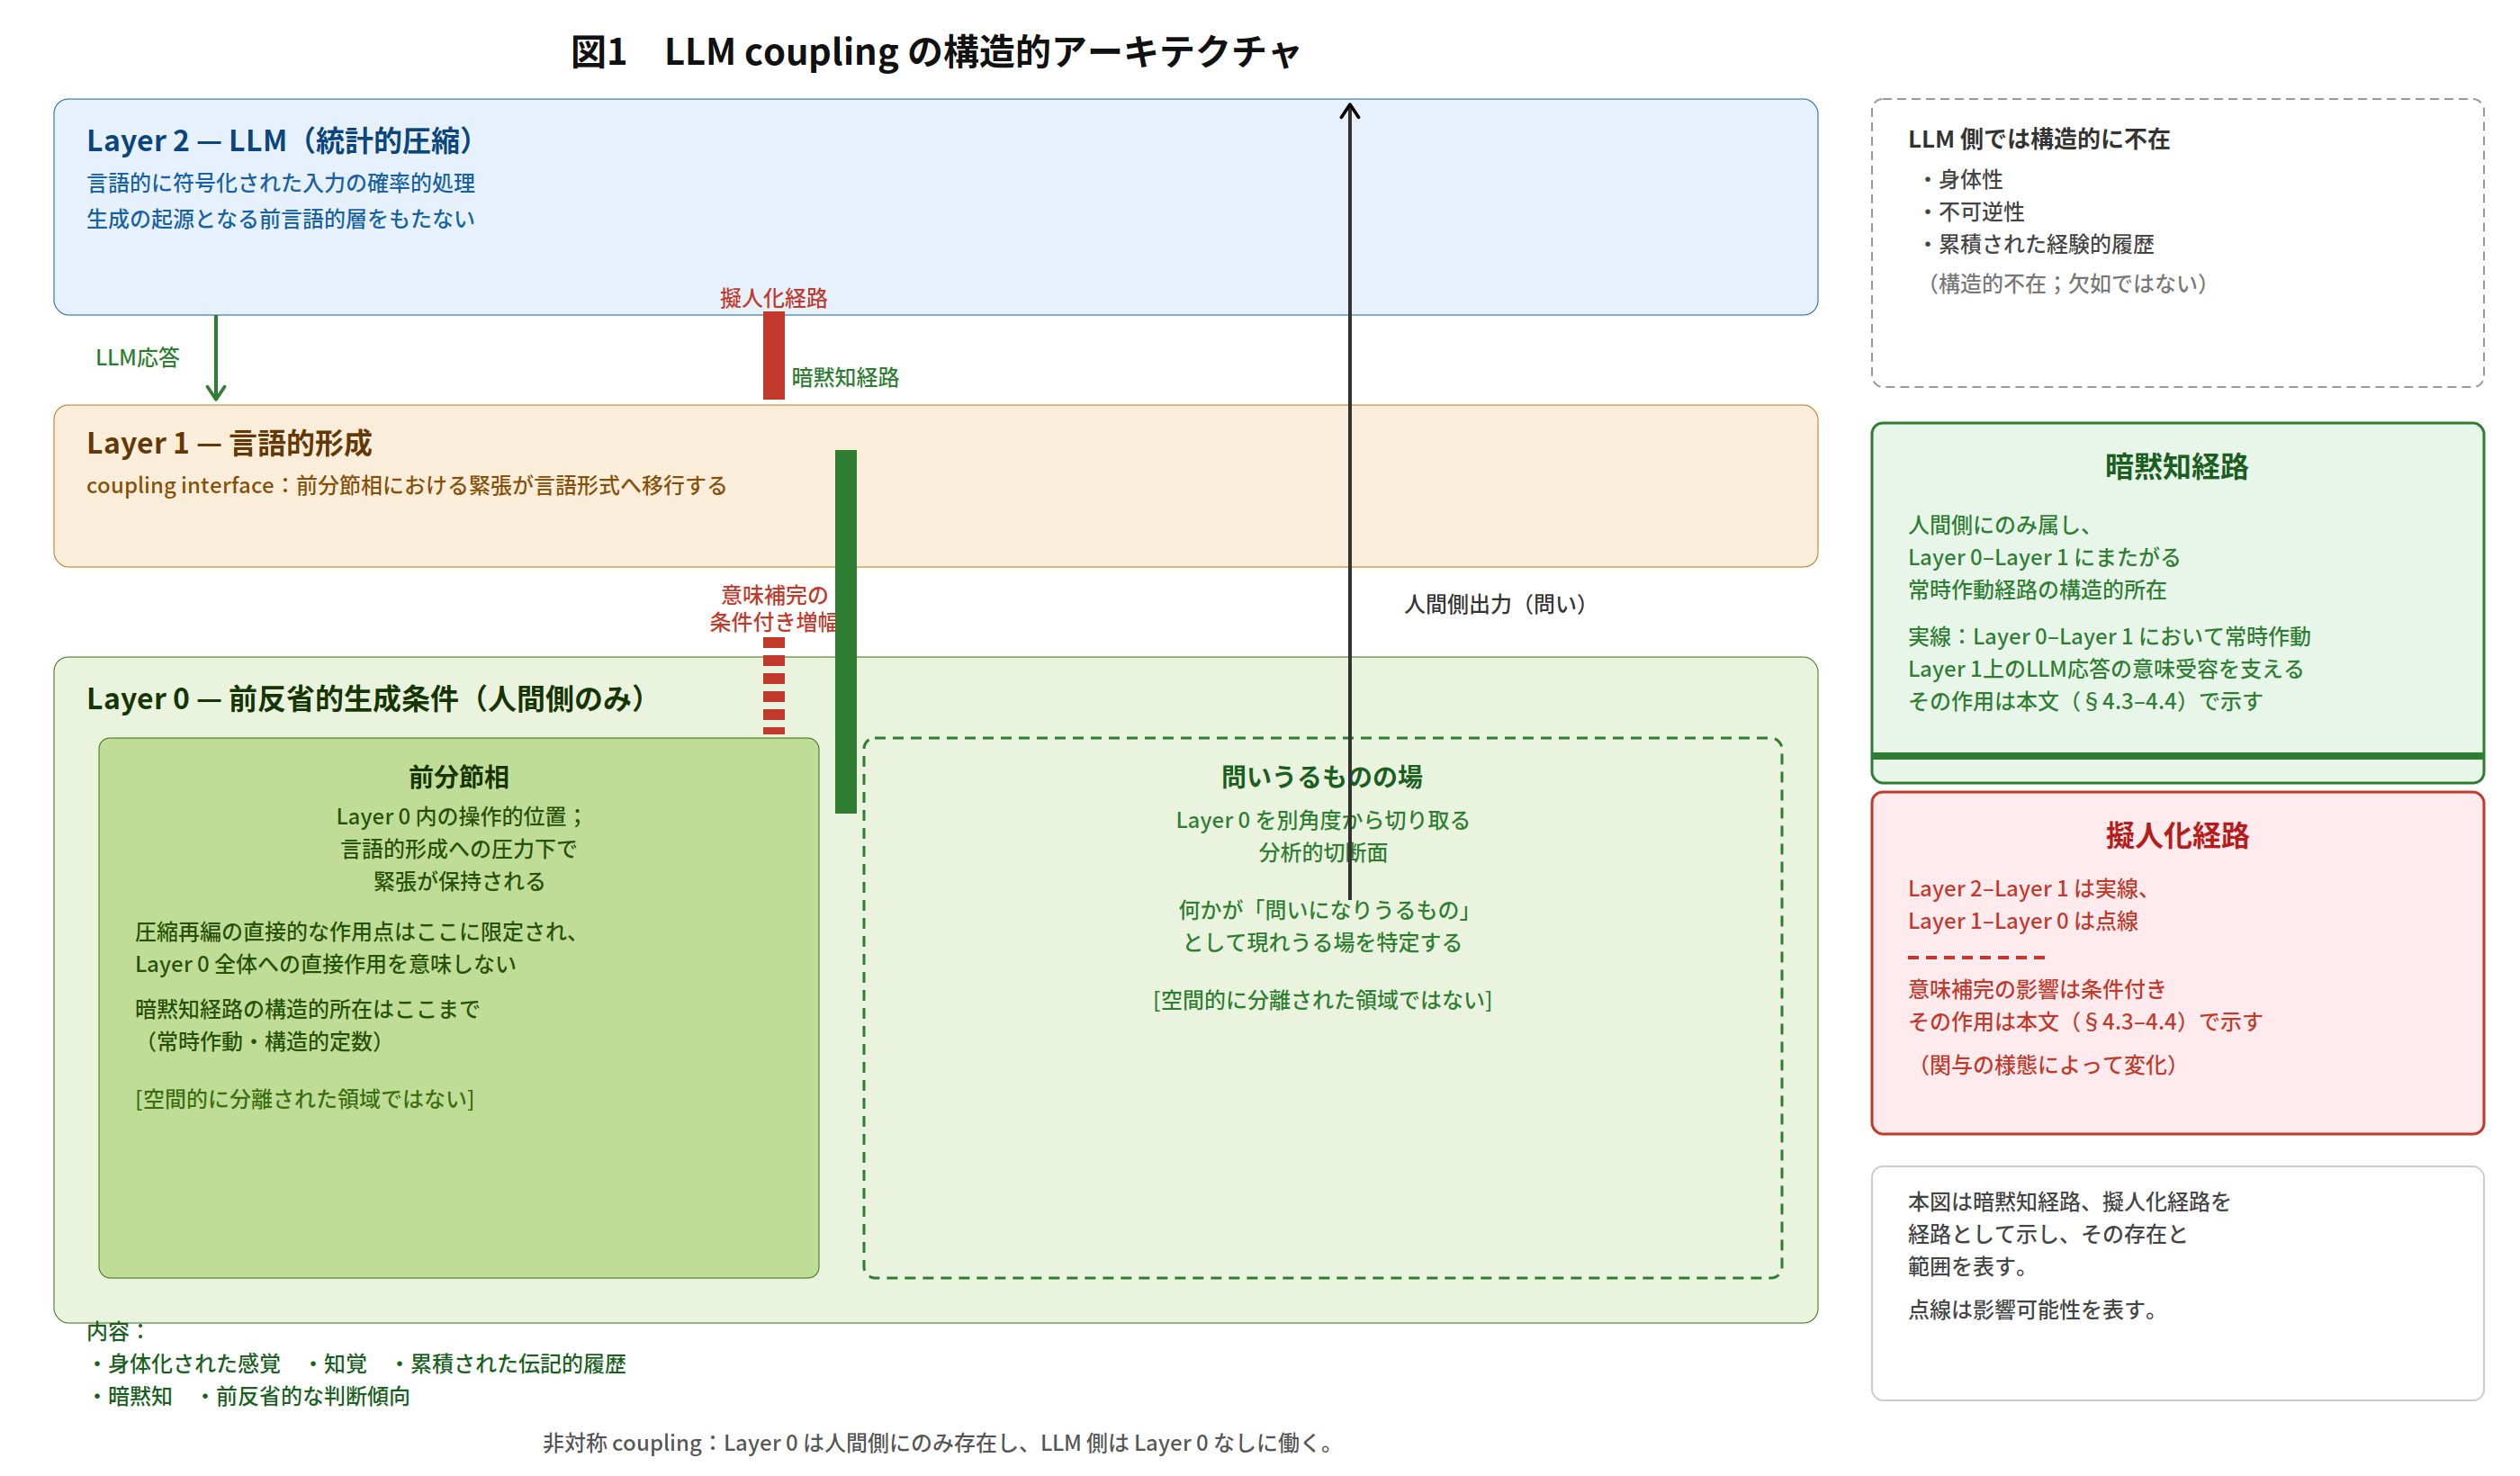 図1　LLM coupling の構造的アーキテクチャ
Layer 2 — LLM（統計的圧縮）
言語的に符号化された入力の確率的処理
生成の起源となる前言語的層をもたない
擬人化経路
LLM応答
暗黙知経路
Layer 1 — 言語的形成
coupling interface：前分節相における緊張が言語形式へ移行する
意味補完の
条件付き増幅
人間側出力（問い）
Layer 0 — 前反省的生成条件（人間側のみ）
前分節相
Layer 0 内の操作的位置；
言語的形成への圧力下で
緊張が保持される
圧縮再編の直接的な作用点はここに限定され、
Layer 0 全体への直接作用を意味しない
暗黙知経路の構造的所在はここまで
（常時作動・構造的定数）
[空間的に分離された領域ではない]
問いうるものの場
Layer 0 を別角度から切り取る
分析的切断面
何かが「問いになりうるもの」
として現れうる場を特定する
[空間的に分離された領域ではない]
内容：
・身体化された感覚　・知覚　・累積された伝記的履歴
・暗黙知　・前反省的な判断傾向
非対称 coupling：Layer 0 は人間側にのみ存在し、LLM 側は Layer 0 なしに働く。
LLM 側では構造的に不在
・身体性
・不可逆性
・累積された経験的履歴
（構造的不在；欠如ではない）
暗黙知経路
人間側にのみ属し、
Layer 0–Layer 1 にまたがる
常時作動経路の構造的所在
実線：Layer 0–Layer 1 において常時作動
Layer 1上のLLM応答の意味受容を支える
その作用は本文（§4.3–4.4）で示す
擬人化経路
Layer 2–Layer 1 は実線、
Layer 1–Layer 0 は点線
意味補完の影響は条件付き
その作用は本文（§4.3–4.4）で示す
（関与の様態によって変化）
本図は暗黙知経路、擬人化経路を
経路として示し、その存在と
範囲を表す。
点線は影響可能性を表す。